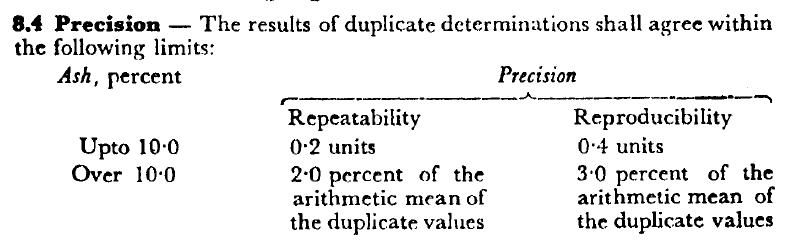 8.4 Precision — The results of duplicate determinations shall agree within
the following limits:
Ash, percent Precision
Repeatability Reproducibility
Upto 10·0 0·2 units 0·4 units
Over 10·0 2·0 percent of the 3·0 percent of the
arithmetic mean of arithmetic mean of
the duplicate values the duplicate values